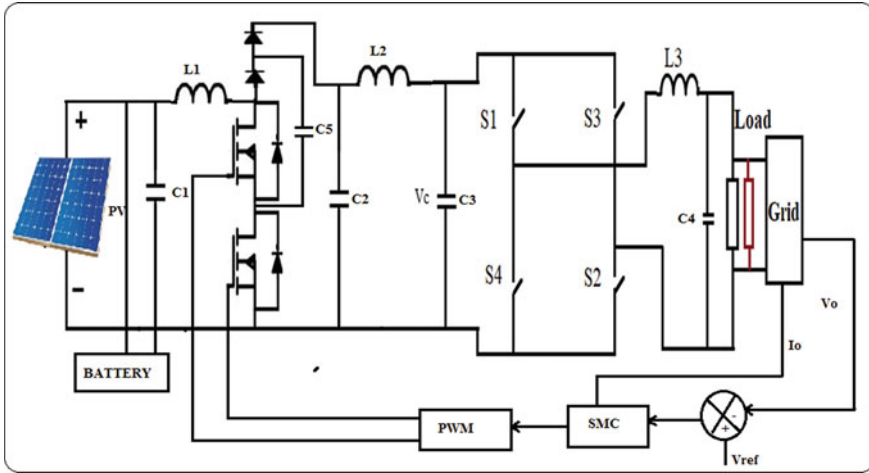 L1
L2
L3
+
PV
-
C1
C5
C2
Vc
C3
S1
S3
S4
S2
C4
Load
Grid
Vo
Io
BATTERY
PWM
SMC
-
+
Vref